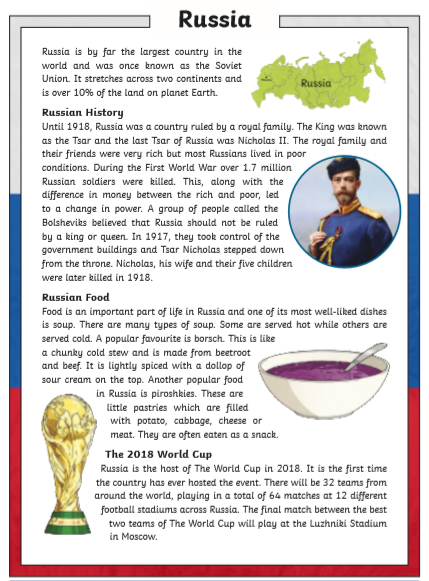 Russia
Russia is by far the largest country in the
world and was once known as the Soviet
Union. It stretches across two continents and
is over 10% of the land on planet Earth.
Russia
Russian History
Until 1918, Russia was a country ruled by a royal family. The King was known
as the Tsar and the last Tsar of Russia was Nicholas II. The royal family and
their friends were very rich but most Russians lived in poor
conditions. During the First World War over 1.7 million
Russian soldiers were killed. This, along with the
difference in money between the rich and poor, led
to a change in power. A group of people called the
Bolsheviks believed that Russia should not be ruled
by a king or queen. In 1917, they took control of the
government buildings and Tsar Nicholas stepped down
from the throne. Nicholas, his wife and their five children
were later killed in 1918.
Russian Food
Food is an important part of life in Russia and one of its most well-liked dishes
is soup. There are many types of soup. Some are served hot while others are
served cold. A popular favourite is borsch. This is like
a chunky cold stew and is made from beetroot
and beef. It is lightly spiced with a dollop of
sour cream on the top. Another popular food
in Russia is piroshkies. These are
little pastries which are filled
with potato, cabbage, cheese or
meat. They are often eaten as a snack.
The 2018 World Cup
Russia is the host of The World Cup in 2018. It is the first time
the country has ever hosted the event. There will be 32 teams from
around the world, playing in a total of 64 matches at 12 different
football stadiums across Russia. The final match between the best
two teams of The World Cup will play at the Luzhniki Stadium
in Moscow.